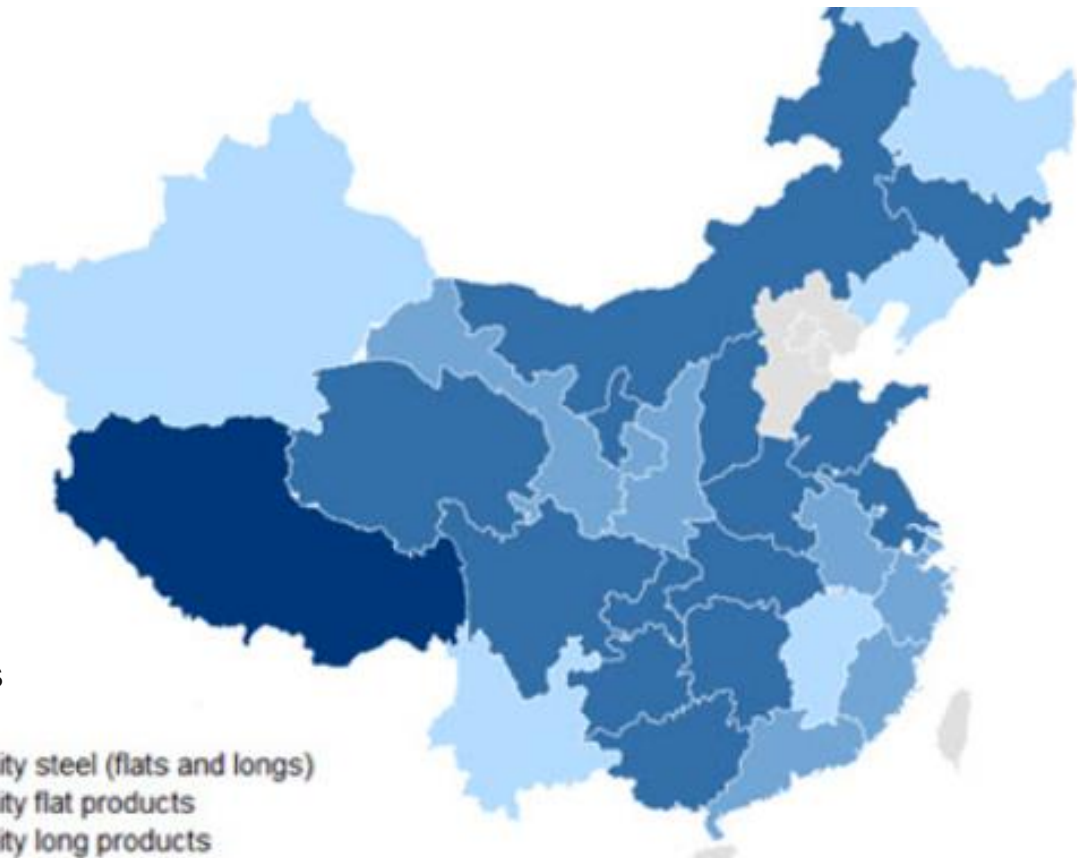 s
ity steel (flats and longs)
ity flat products
ity long products